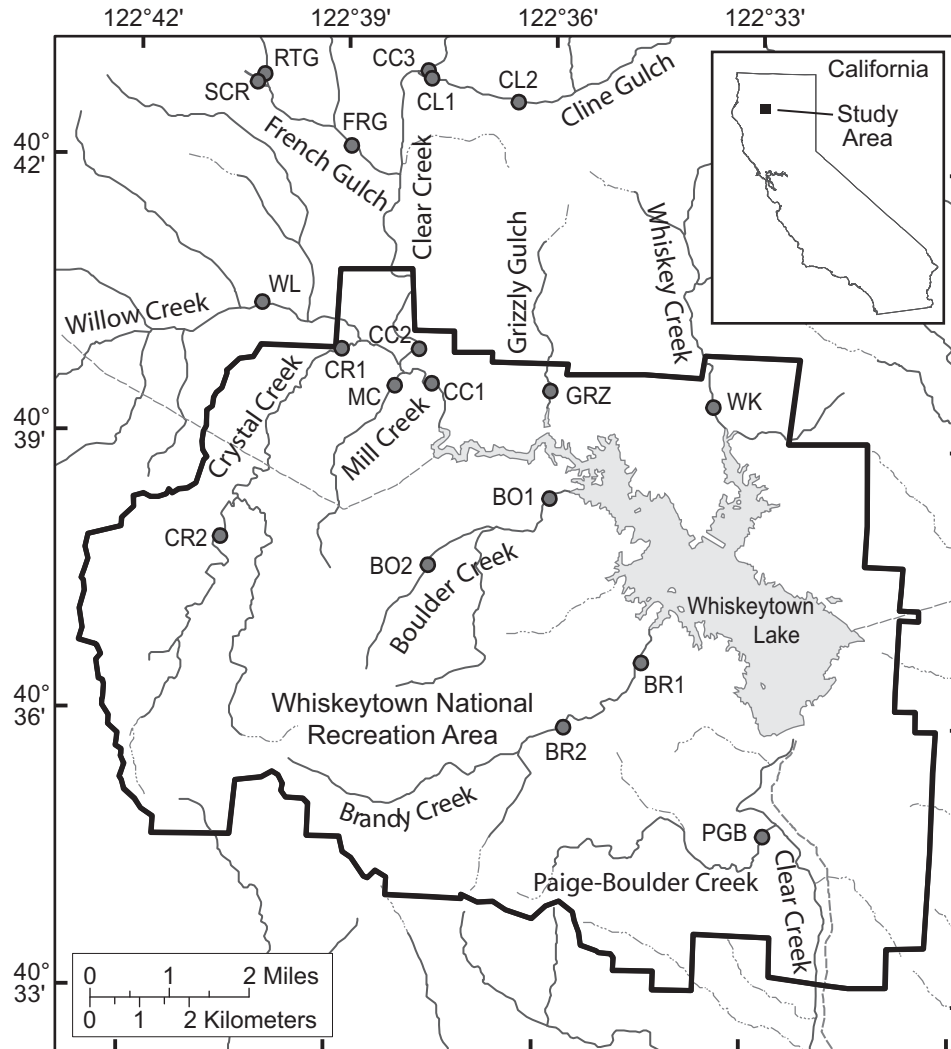 122°42'
122°39'
122°36'
122°33'
RTG
SCR
CC3
CL1
CL2
Cline Gulch
California
Study
Area
FRG
French Gulch
Clear Creek
40°
42'
Grizzly Gulch
Whiskey Creek
WL
Willow Creek
CC2
CR1
MC
CC1
GRZ
WK
Crystal Creek
Mill Creek
40°
39'
BO1
CR2
BO2
Boulder Creek
Whiskeytown
Lake
BR1
40°
36'
Whiskeytown National
Recreation Area
BR2
Brandy Creek
PGB
Paige-Boulder Creek
Clear Creek
40°
33'
0 1 2 Miles
0 1 2 Kilometers